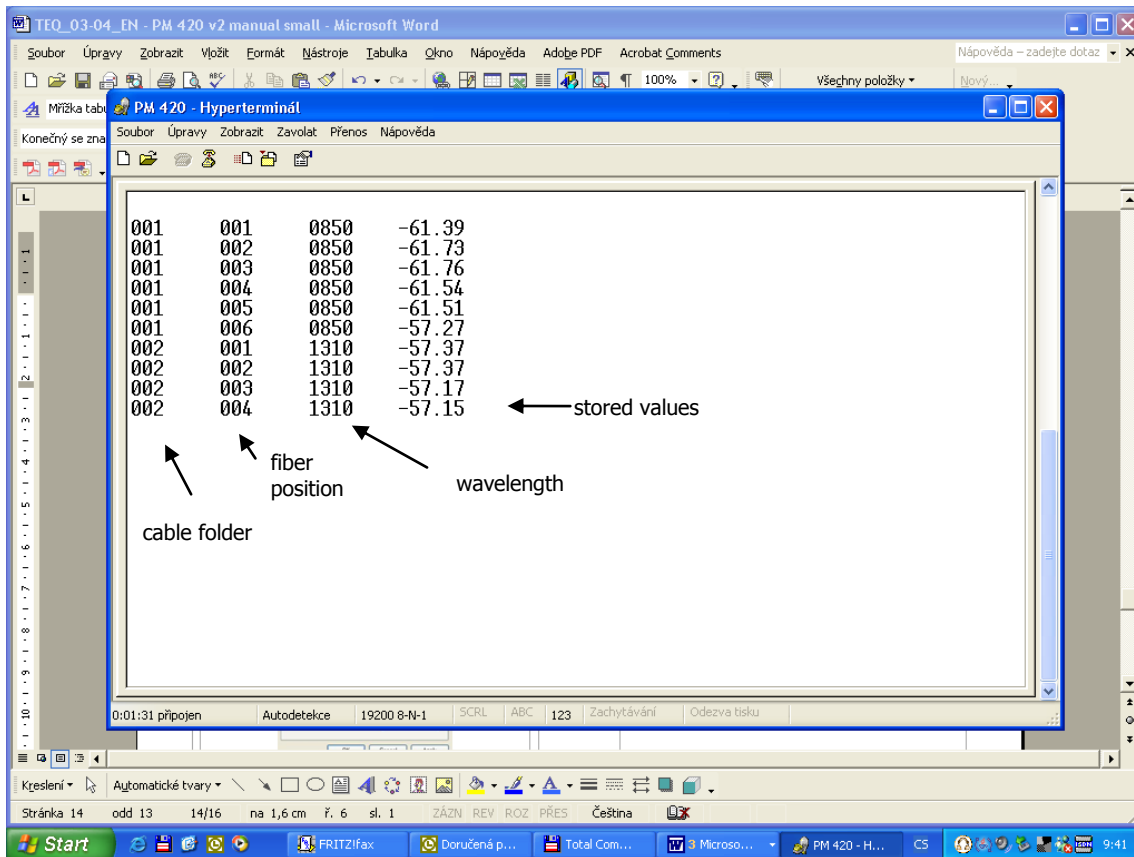 TEQ_03-04_EN - PM 420 v2 manual small - Microsoft Word
Soubor Úpravy Zobrazit Vložit Formát Nástroje Tabulka Okno Nápověda Adobe PDF Acrobat Comments Nápověda – zadejte dotaz
100% Všechny položky Nový...
Mřížka tabu
PM 420 - Hyperterminál
Konečný se zna
Soubor Úpravy Zobrazit Zavolat Přenos Nápověda
001 001 0850 -61.39
001 002 0850 -61.73
001 003 0850 -61.76
001 004 0850 -61.54
001 005 0850 -61.51
001 006 0850 -57.27
002 001 1310 -57.37
002 002 1310 -57.37
002 003 1310 -57.17
002 004 1310 -57.15 stored values
fiber
position
wavelength
cable folder
0:01:31 připojen Autodetekce 19200 8-N-1 SCRL ABC 123 Zachytávání Odezva tisku
Kreslení Automatické tvary
Stránka 14 odd 13 14/16 na 1,6 cm ř. 6 sl. 1 ZÁZN REV ROZ PŘES Čeština
Start FRITZ!fax Doručená p... Total Com... 3 Microso... PM 420 - H... CS 9:41